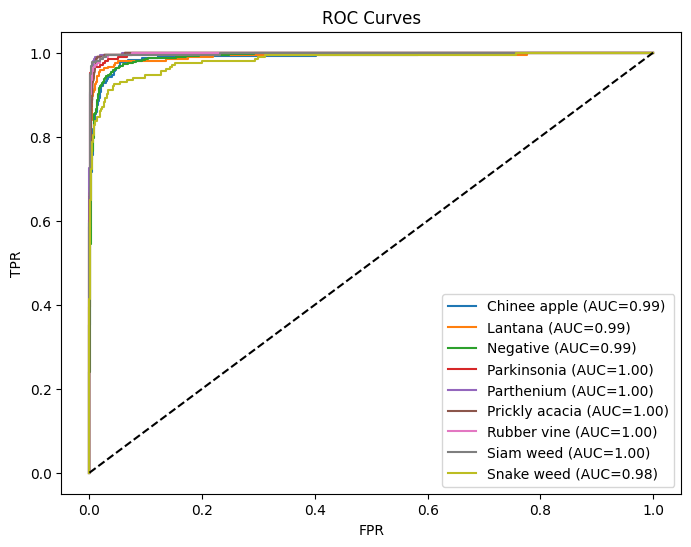 ROC Curves
TPR
1.0
0.8
0.6
0.4
0.2
0.0
Chinee apple (AUC=0.99)
Lantana (AUC=0.99)
Negative (AUC=0.99)
Parkinsonia (AUC=1.00)
Parthenium (AUC=1.00)
Prickly acacia (AUC=1.00)
Rubber vine (AUC=1.00)
Siam weed (AUC=1.00)
Snake weed (AUC=0.98)
0.0 0.2 0.4 0.6 0.8 1.0
FPR